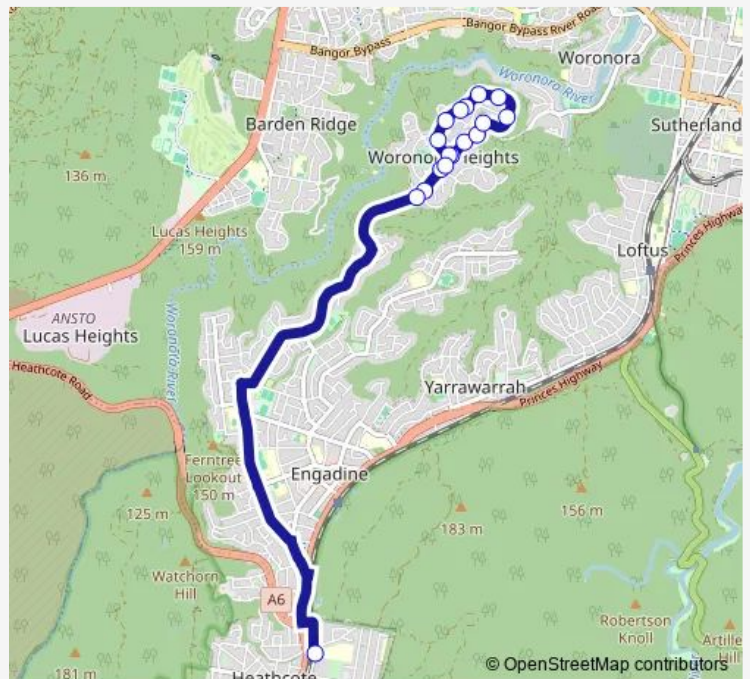 Bangor Bypass River Road
Bangor Bypass
Woronora
Woronora River
Barden Ridge
Sutherland
Woronora Heights
136 m
Princes Highway
Lucas Heights
159 m
Loftus
ANSTO
Lucas Heights
Woronora River
Heathcote Road
Yarrawarrah
Princes Highway
Ferntree
Lookout
150 m
Engadine
125 m
156 m
183 m
Watchorn
Hill
A6
Robertson
Knoll
Artille
Hill
181 m
Heathcote
© OpenStreetMap contributors